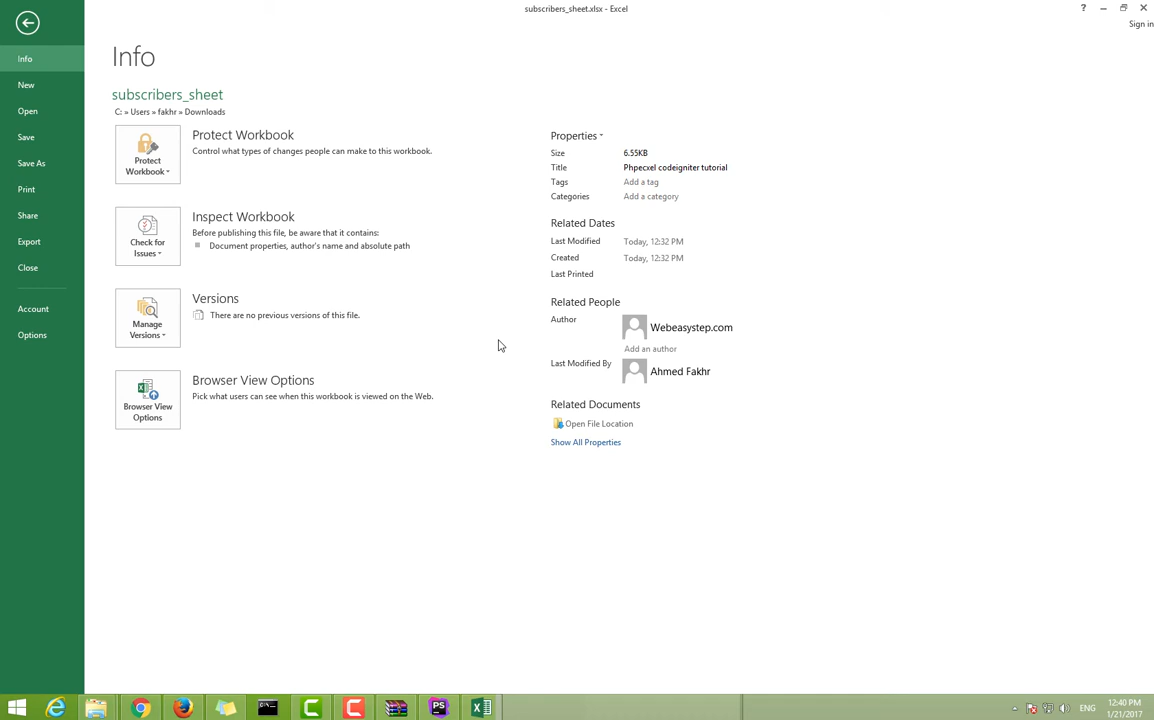 subscribers_sheet.xlsx - Excel
?
Sign in
Info
New
Open
Save
Save As
Print
Share
Export
Close
Account
Options
Info
subscribers_sheet
C: » Users » fakhr » Downloads
Protect
Workbook
Protect Workbook
Control what types of changes people can make to this workbook.
Check for
Issues
Inspect Workbook
Before publishing this file, be aware that it contains:
Document properties, author's name and absolute path
Manage
Versions
Versions
There are no previous versions of this file.
Browser View
Options
Browser View Options
Pick what users can see when this workbook is viewed on the Web.
Properties
Size 6.55KB
Title Phpecxel codeigniter tutorial
Tags Add a tag
Categories Add a category
Related Dates
Last Modified Today, 12:32 PM
Created Today, 12:32 PM
Last Printed
Related People
Author Webeasystep.com
Add an author
Last Modified By Ahmed Fakhr
Related Documents
Open File Location
Show All Properties
PS
ENG
12:40 PM
1/21/2017